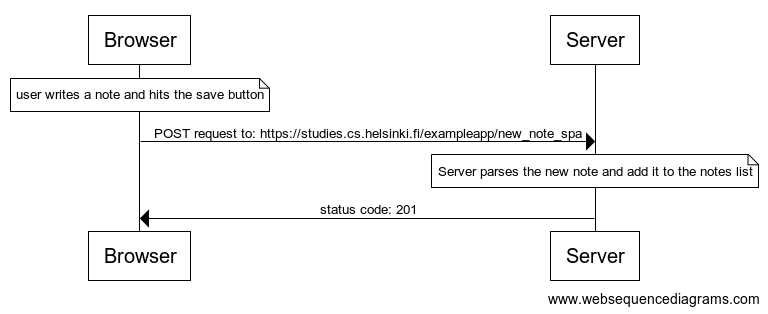 Browser
Server
user writes a note and hits the save button
POST request to: https://studies.cs.helsinki.fi/exampleapp/new_note_spa
Server parses the new note and add it to the notes list
status code: 201
Browser
Server
www.websequencediagrams.com